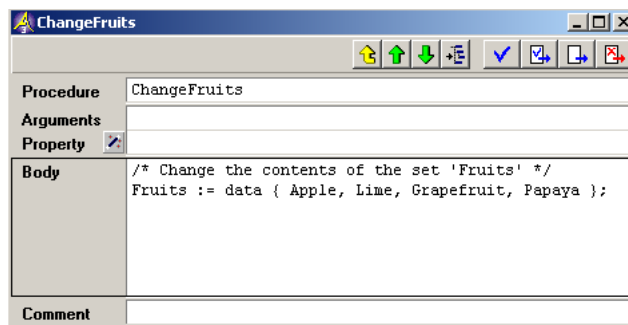 ChangeFruits
Procedure ChangeFruits
Arguments
Property
Body /* Change the contents of the set 'Fruits' */
Fruits := data { Apple, Lime, Grapefruit, Papaya };
Comment